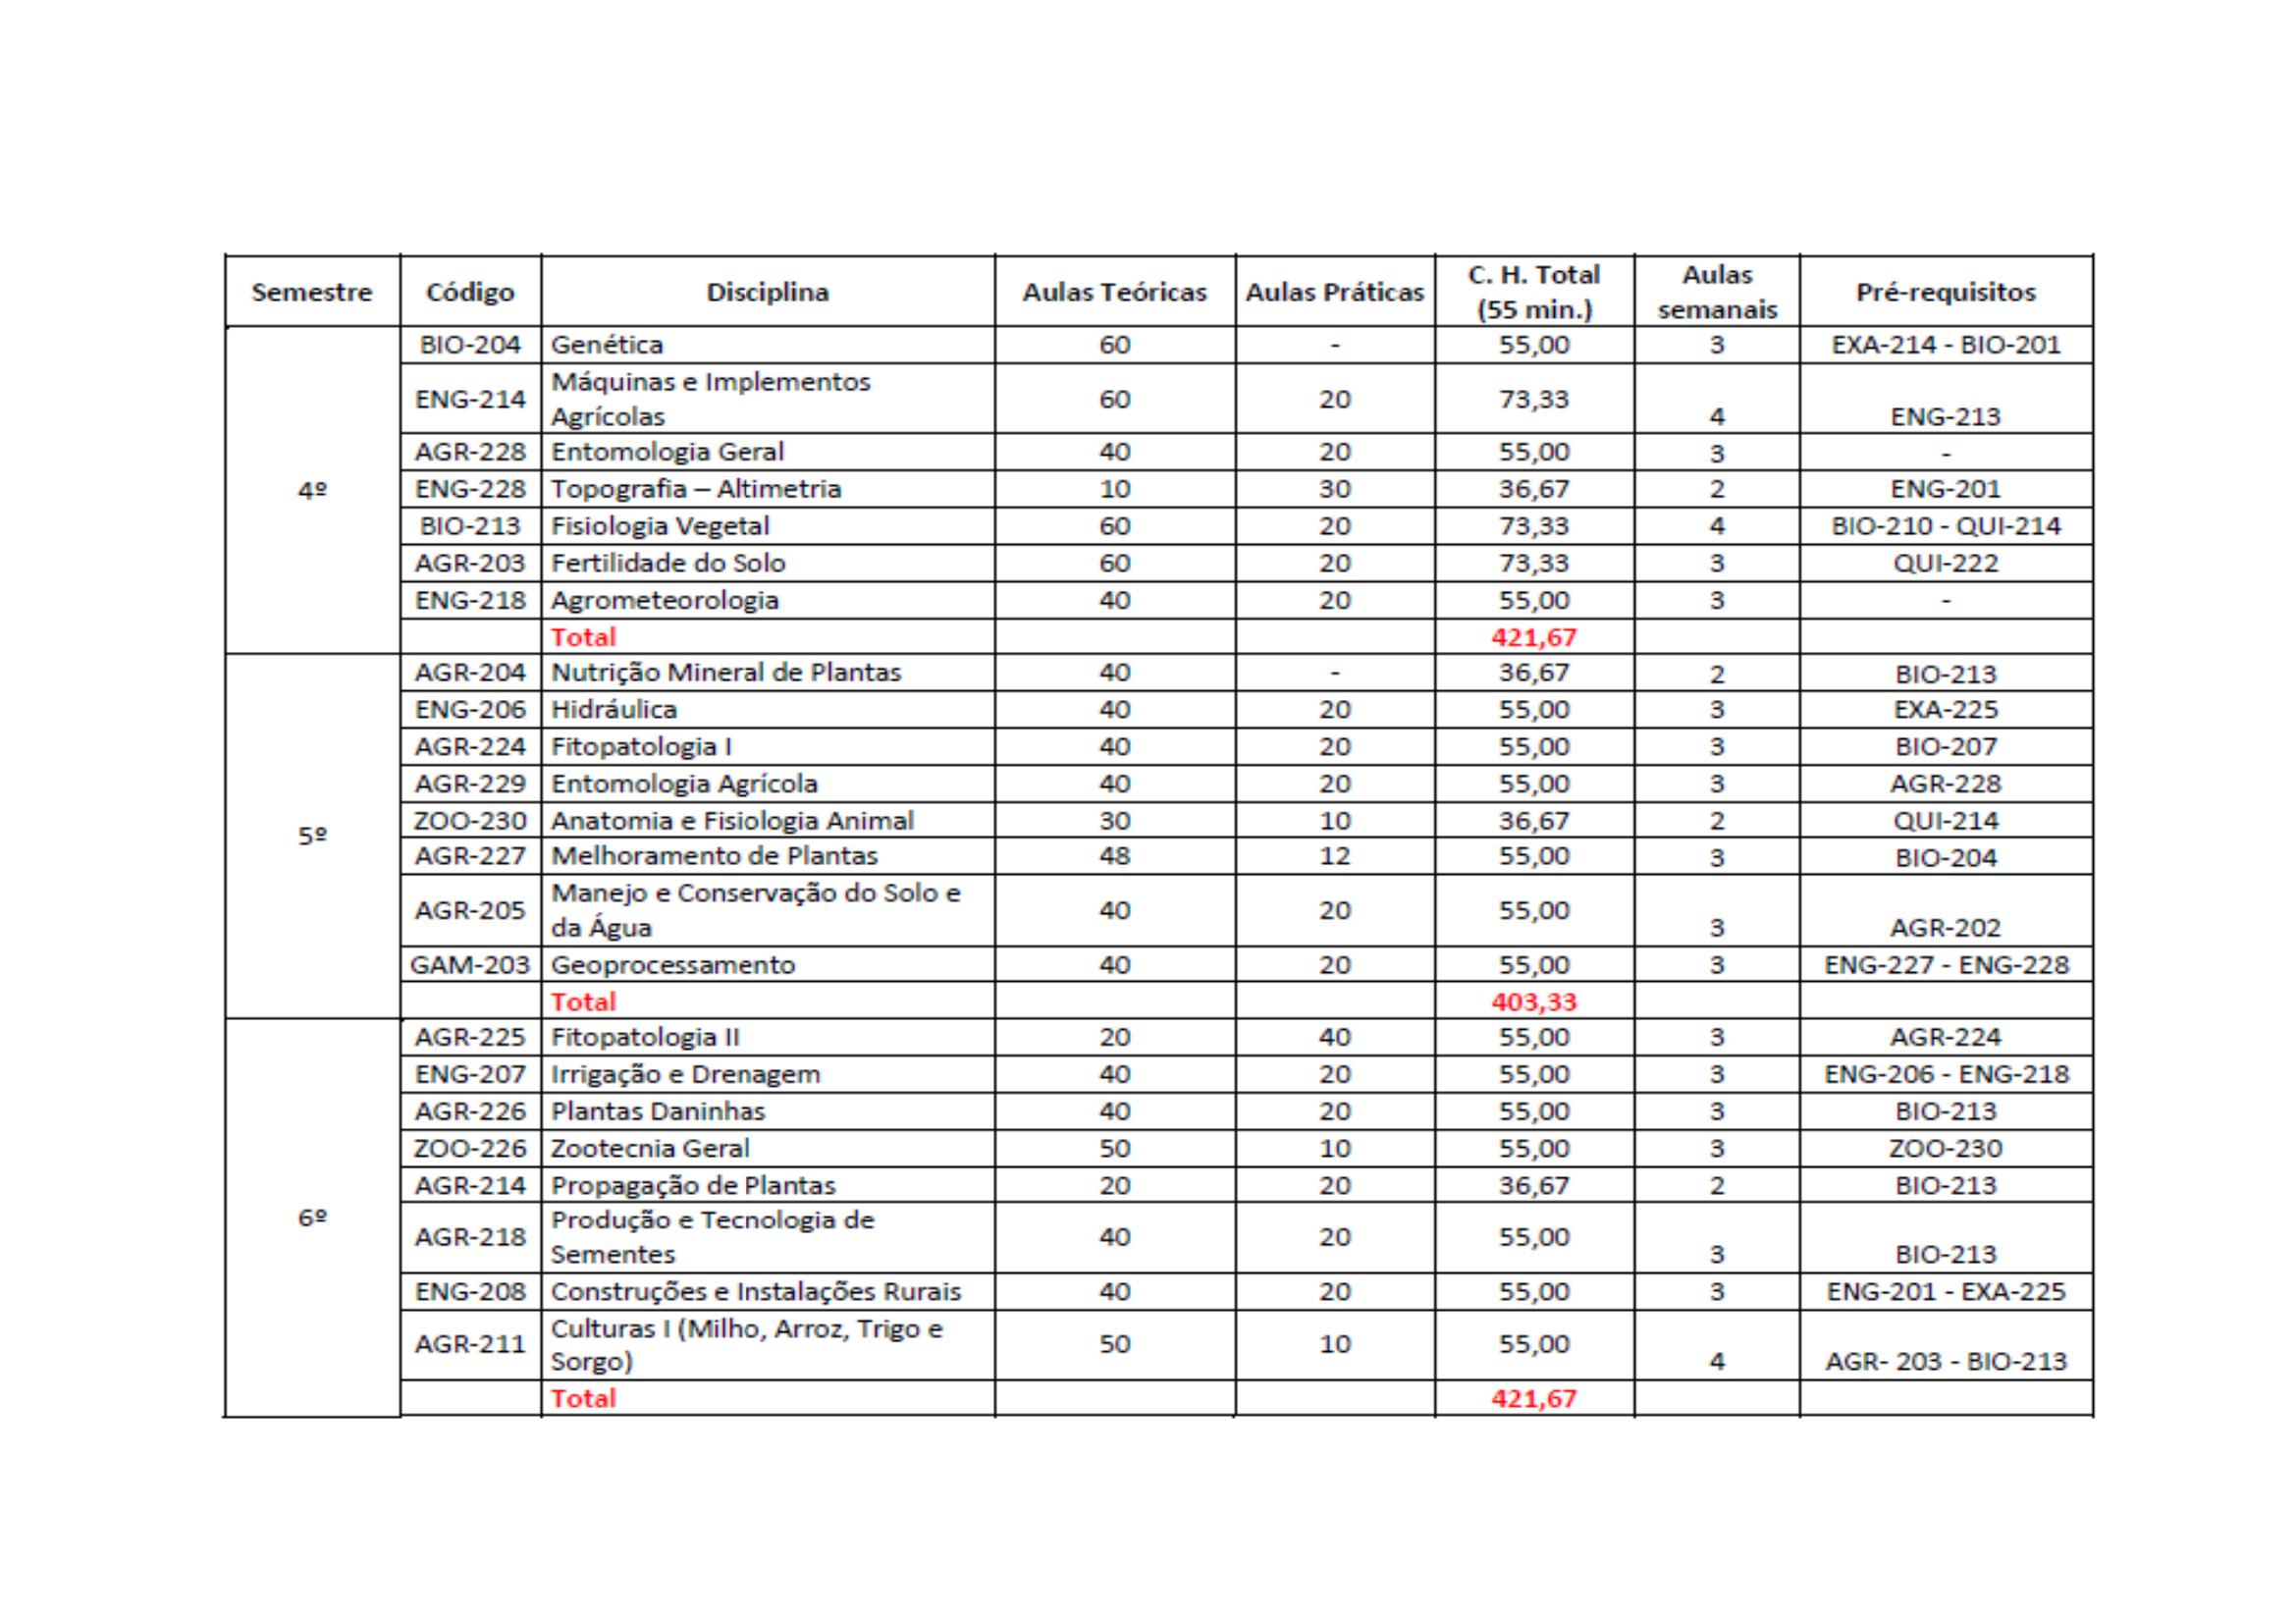 Semestre Código Disciplina Aulas Teóricas Aulas Práticas C. H. Total (55 min.) Aulas semanais Pré-requisitos
4º
BIO-204 Genética 60 - 55,00 3 EXA-214 - BIO-201
ENG-214 Máquinas e Implementos Agrícolas 60 20 73,33 4 ENG-213
AGR-228 Entomologia Geral 40 20 55,00 3 -
ENG-228 Topografia – Altimetria 10 30 36,67 2 ENG-201
BIO-213 Fisiologia Vegetal 60 20 73,33 4 BIO-210 - QUI-214
AGR-203 Fertilidade do Solo 60 20 73,33 3 QUI-222
ENG-218 Agrometeorologia 40 20 55,00 3 -
Total 421,67
5º
AGR-204 Nutrição Mineral de Plantas 40 - 36,67 2 BIO-213
ENG-206 Hidráulica 40 20 55,00 3 EXA-225
AGR-224 Fitopatologia I 40 20 55,00 3 BIO-207
AGR-229 Entomologia Agrícola 40 20 55,00 3 AGR-228
ZOO-230 Anatomia e Fisiologia Animal 30 10 36,67 2 QUI-214
AGR-227 Melhoramento de Plantas 48 12 55,00 3 BIO-204
AGR-205 Manejo e Conservação do Solo e da Água 40 20 55,00 3 AGR-202
GAM-203 Geoprocessamento 40 20 55,00 3 ENG-227 - ENG-228
Total 403,33
6º
AGR-225 Fitopatologia II 20 40 55,00 3 AGR-224
ENG-207 Irrigação e Drenagem 40 20 55,00 3 ENG-206 - ENG-218
AGR-226 Plantas Daninhas 40 20 55,00 3 BIO-213
ZOO-226 Zootecnia Geral 50 10 55,00 3 ZOO-230
AGR-214 Propagação de Plantas 20 20 36,67 2 BIO-213
AGR-218 Produção e Tecnologia de Sementes 40 20 55,00 3 BIO-213
ENG-208 Construções e Instalações Rurais 40 20 55,00 3 ENG-201 - EXA-225
AGR-211 Culturas I (Milho, Arroz, Trigo e Sorgo) 50 10 55,00 4 AGR- 203 - BIO-213
Total 421,67